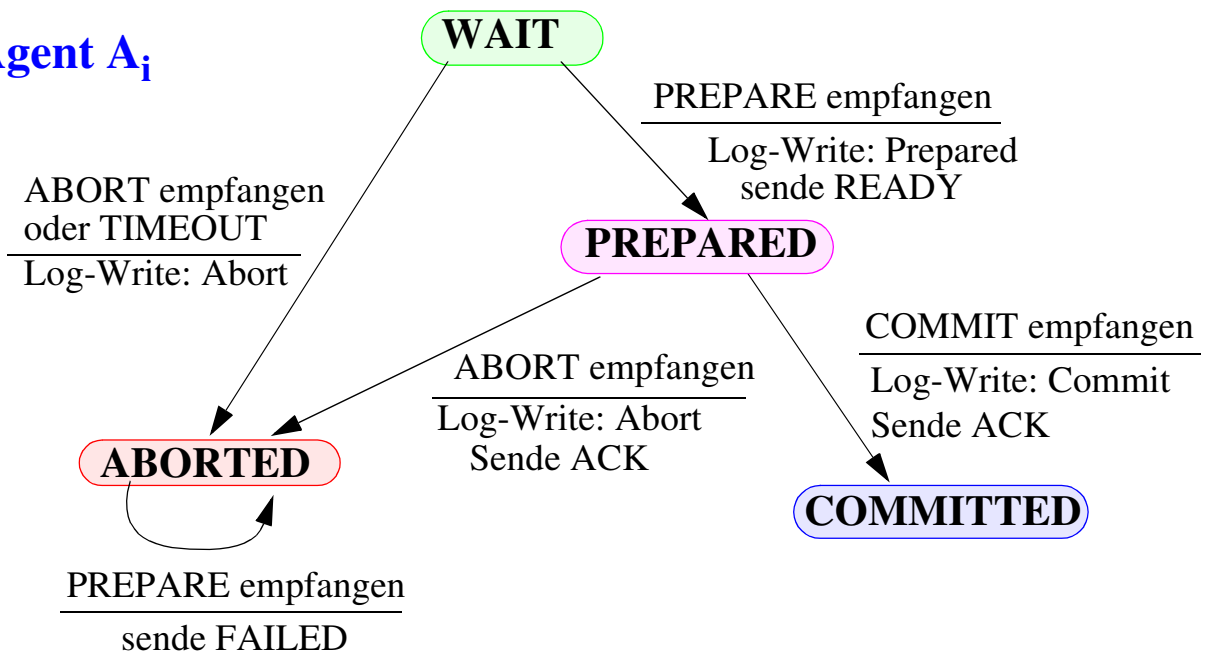 WAIT
Agent Ai
PREPARE empfangen
Log-Write: Prepared
sende READY
ABORT empfangen
oder TIMEOUT
Log-Write: Abort
PREPARED
COMMIT empfangen
Log-Write: Commit
Sende ACK
ABORT empfangen
Log-Write: Abort
Sende ACK
ABORTED
COMMITTED
PREPARE empfangen
sende FAILED